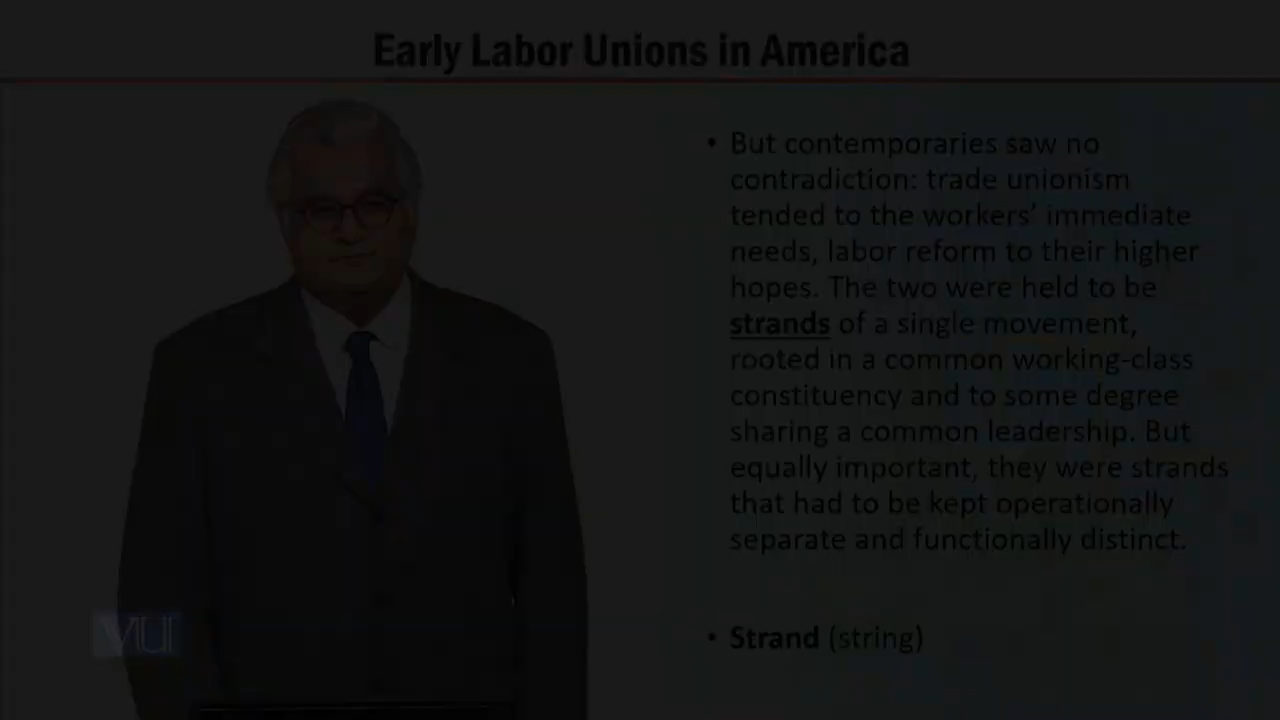 Early Labor Unions in America
• But contemporaries saw no
contradiction: trade unionism
tended to the workers’ immediate
needs, labor reform to their higher
hopes. The two were held to be
strands of a single movement,
rooted in a common working-class
constituency and to some degree
sharing a common leadership. But
equally important, they were strands
that had to be kept operationally
separate and functionally distinct.
• Strand (string)
VU